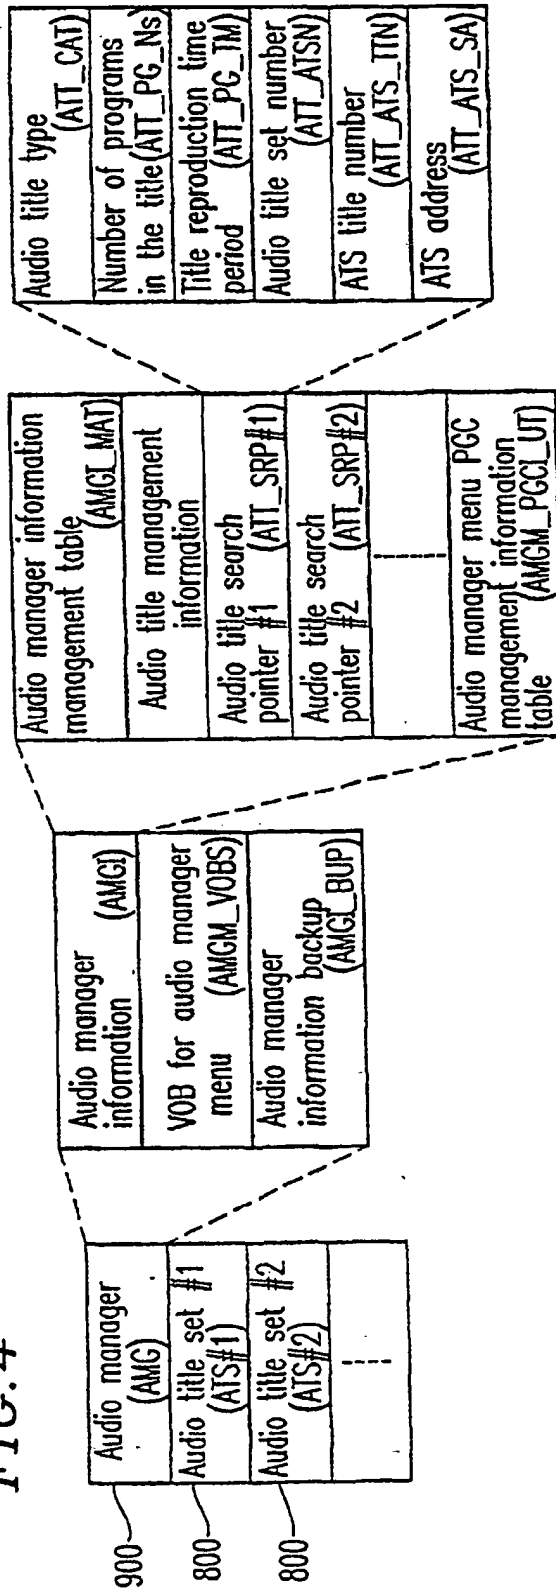 FIG. 4
900
800
800
Audio manager
(AMG)
Audio title set #1
(ATS#1)
Audio title set #2
(ATS#2)
Audio manager
information (AMGI)
VOB for audio manager
menu (AMGM_VOBS)
Audio manager
information backup
(AMGI_BUP)
Audio manager information
management table
(AMGI_MAT)
Audio title management
information
Audio title search
pointer #1 (ATT_SRP#1)
Audio title search
pointer #2 (ATT_SRP#2)
Audio manager menu PGC
management information
table (AMGM_PGCI_UT)
Audio title type
(ATT_CAT)
Number of programs
in the title(ATT_PG_Ns)
Title reproduction time
period (ATT_PG_TM)
Audio title set number
(ATT_ATSN)
ATS title number
(ATT_ATS_TTN)
ATS address
(ATT_ATS_SA)